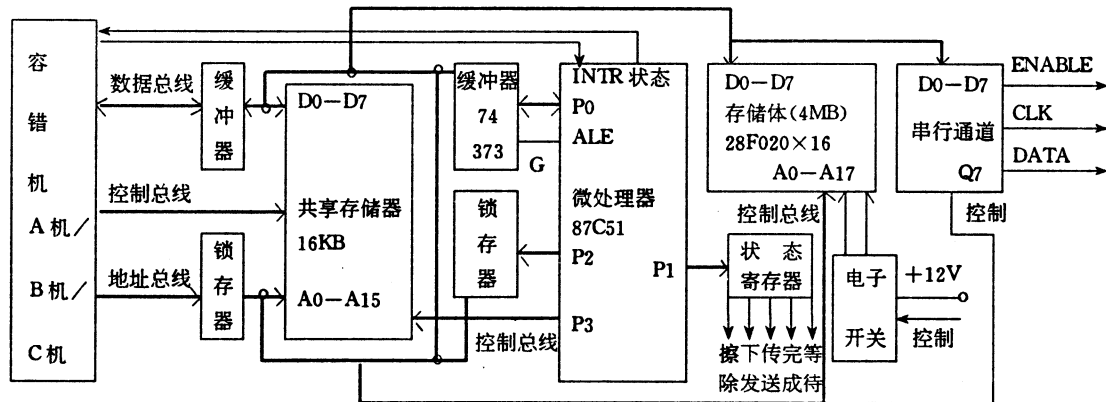 容
错
机
A机/
B机/
C机
数据总线
缓
冲
器
控制总线
地址总线
锁
存
器
D0—D7
共享存储器
16KB
A0—A15
缓冲器
74
373
G
锁
存
器
控制总线
INTR 状态
P0
ALE
微处理器
87C51
P2
P1
P3
D0—D7
存储体(4MB)
28F020×16
A0—A17
控制总线
状 态
寄存器
擦下传完等
除发送成待
电子
开关
+12V
控制
D0—D7
串行通道
Q7
控制
ENABLE
CLK
DATA